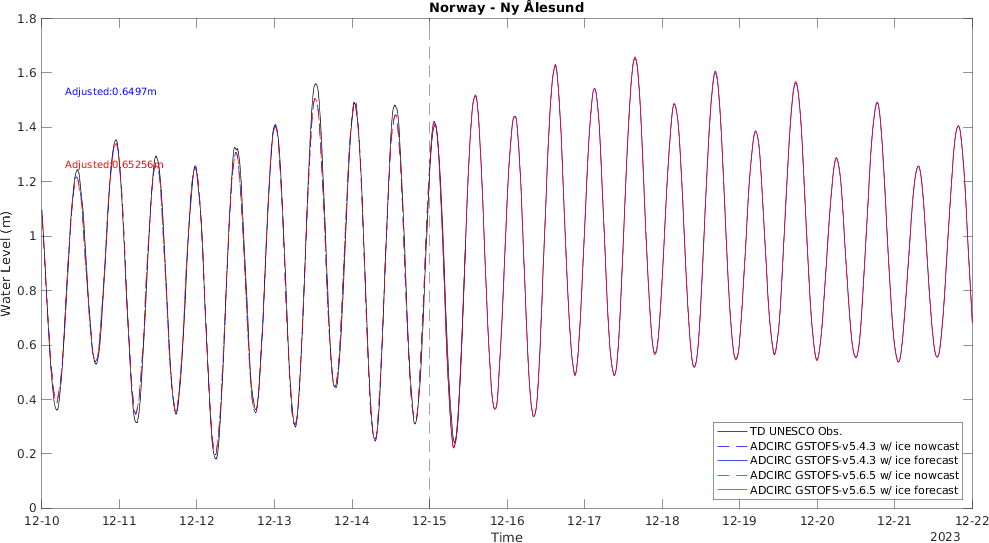 Norway - Ny Ålesund
1.8
1.6
1.4
1.2
1
0.8
0.6
0.4
0.2
0
Water Level (m)
Adjusted:0.6497m
Adjusted:0.65256m
TD UNESCO Obs.
ADCIRC GSTOFS-v5.4.3 w/ ice nowcast
ADCIRC GSTOFS-v5.4.3 w/ ice forecast
ADCIRC GSTOFS-v5.6.5 w/ ice nowcast
ADCIRC GSTOFS-v5.6.5 w/ ice forecast
12-10 12-11 12-12 12-13 12-14 12-15 12-16 12-17 12-18 12-19 12-20 12-21 12-22
Time
2023